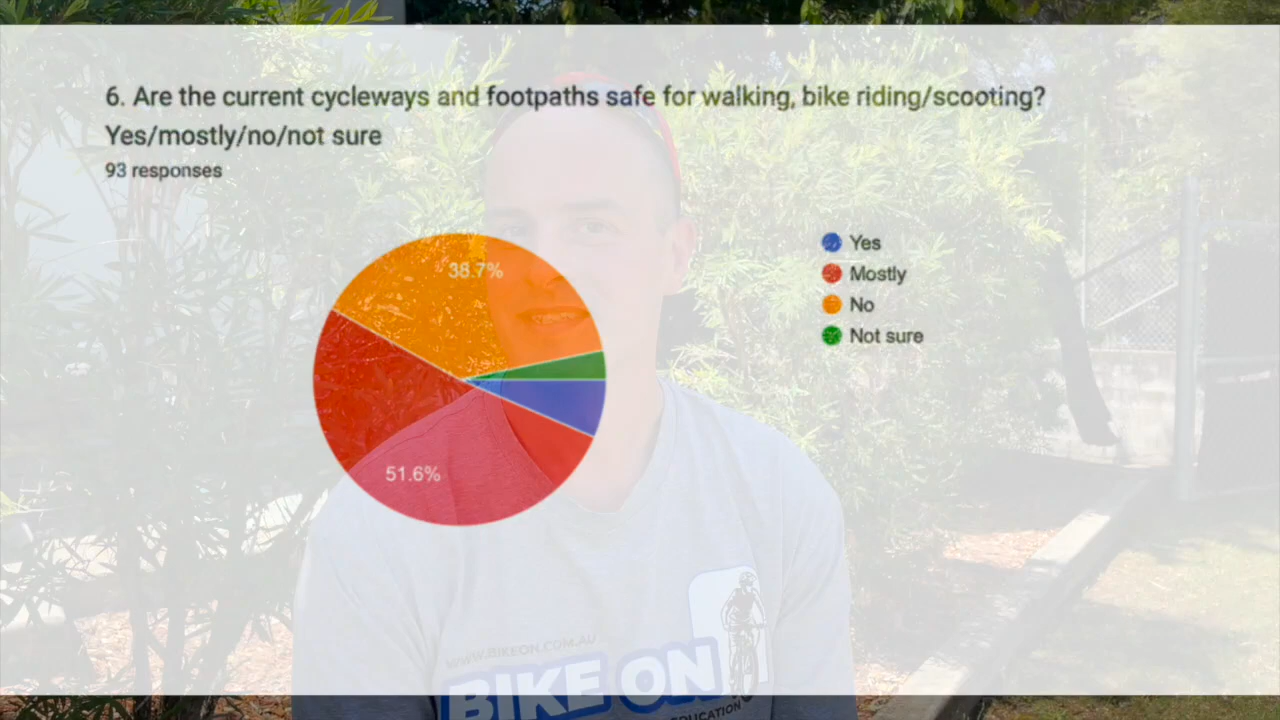 6. Are the current cycleways and footpaths safe for walking, bike riding/scooting?
Yes/mostly/no/not sure
93 responses
38.7%
51.6%
Yes
Mostly
No
Not sure
WWW.BIKEON.COM.AU
BIKE ON
EDUCATION